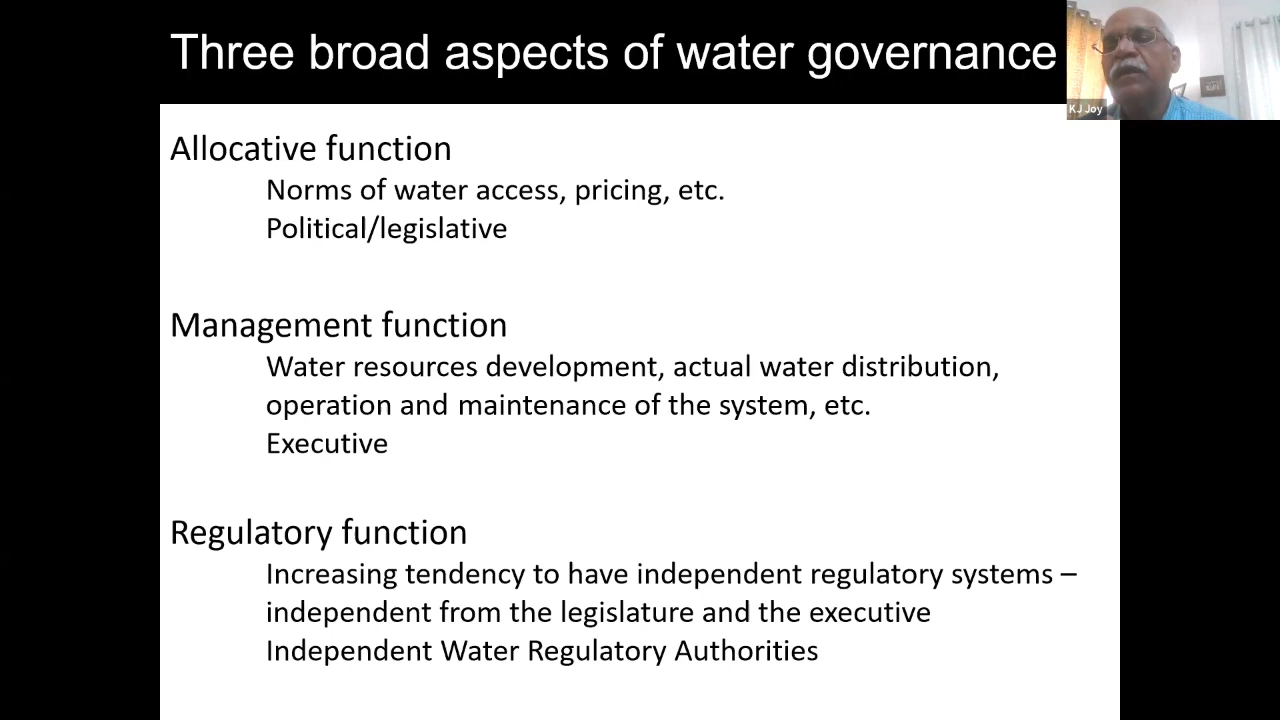 Three broad aspects of water governance
KJ Joy
Allocative function
Norms of water access, pricing, etc.
Political/legislative
Management function
Water resources development, actual water distribution,
operation and maintenance of the system, etc.
Executive
Regulatory function
Increasing tendency to have independent regulatory systems –
independent from the legislature and the executive
Independent Water Regulatory Authorities